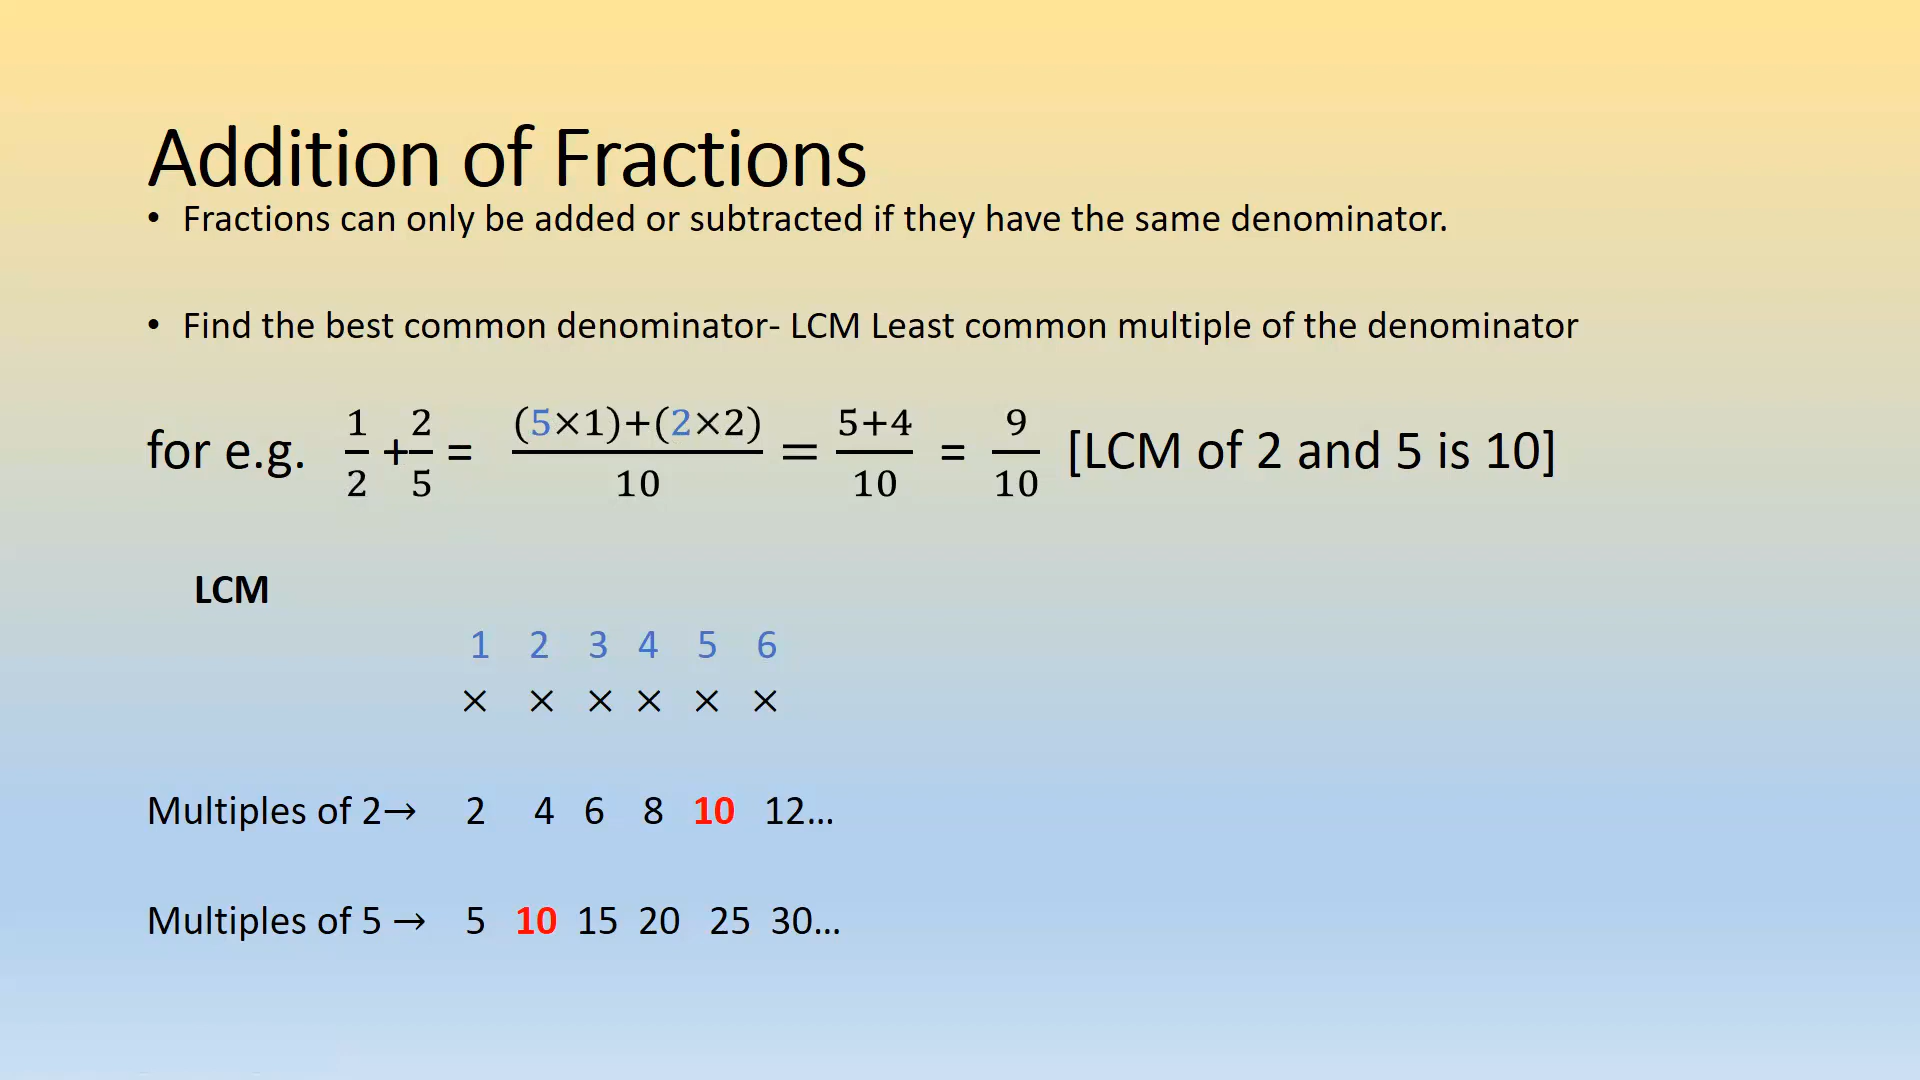 Addition of Fractions
• Fractions can only be added or subtracted if they have the same denominator.
• Find the best common denominator- LCM Least common multiple of the denominator
for e.g. 1/2 + 2/5 = (5×1)+(2×2)/10 = 5+4/10 = 9/10 [LCM of 2 and 5 is 10]
LCM
1 2 3 4 5 6
× × × × × ×
Multiples of 2→ 2 4 6 8 10 12...
Multiples of 5 → 5 10 15 20 25 30...